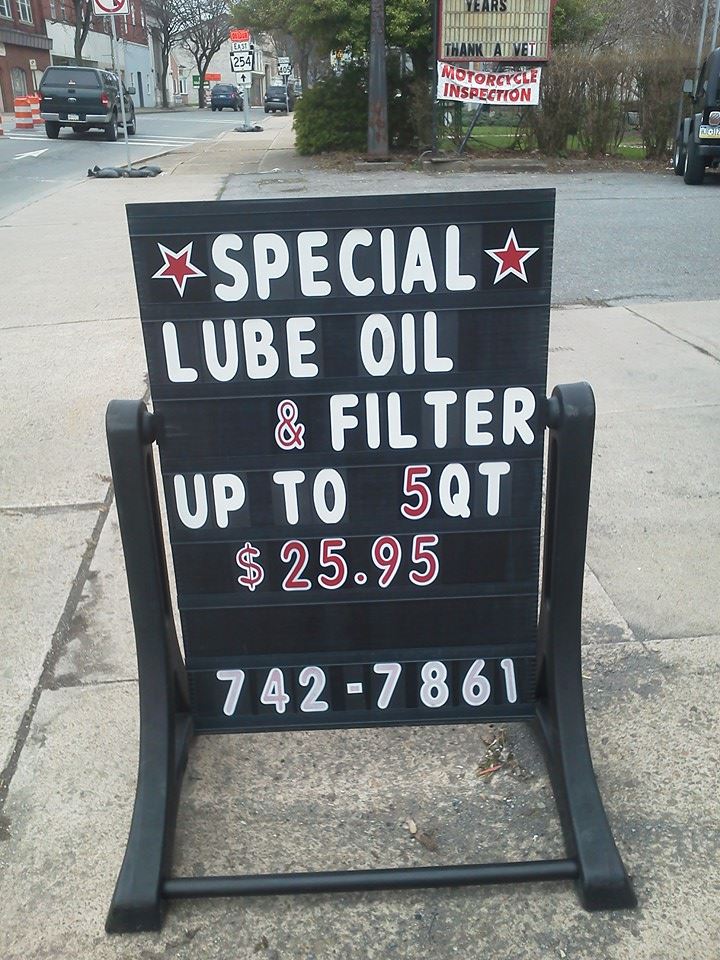 YEARS
THANK A VET
MOTORCYCLE
INSPECTION
EAST
254
SPECIAL
LUBE OIL
& FILTER
UP TO 5QT
$25.95
742-7861